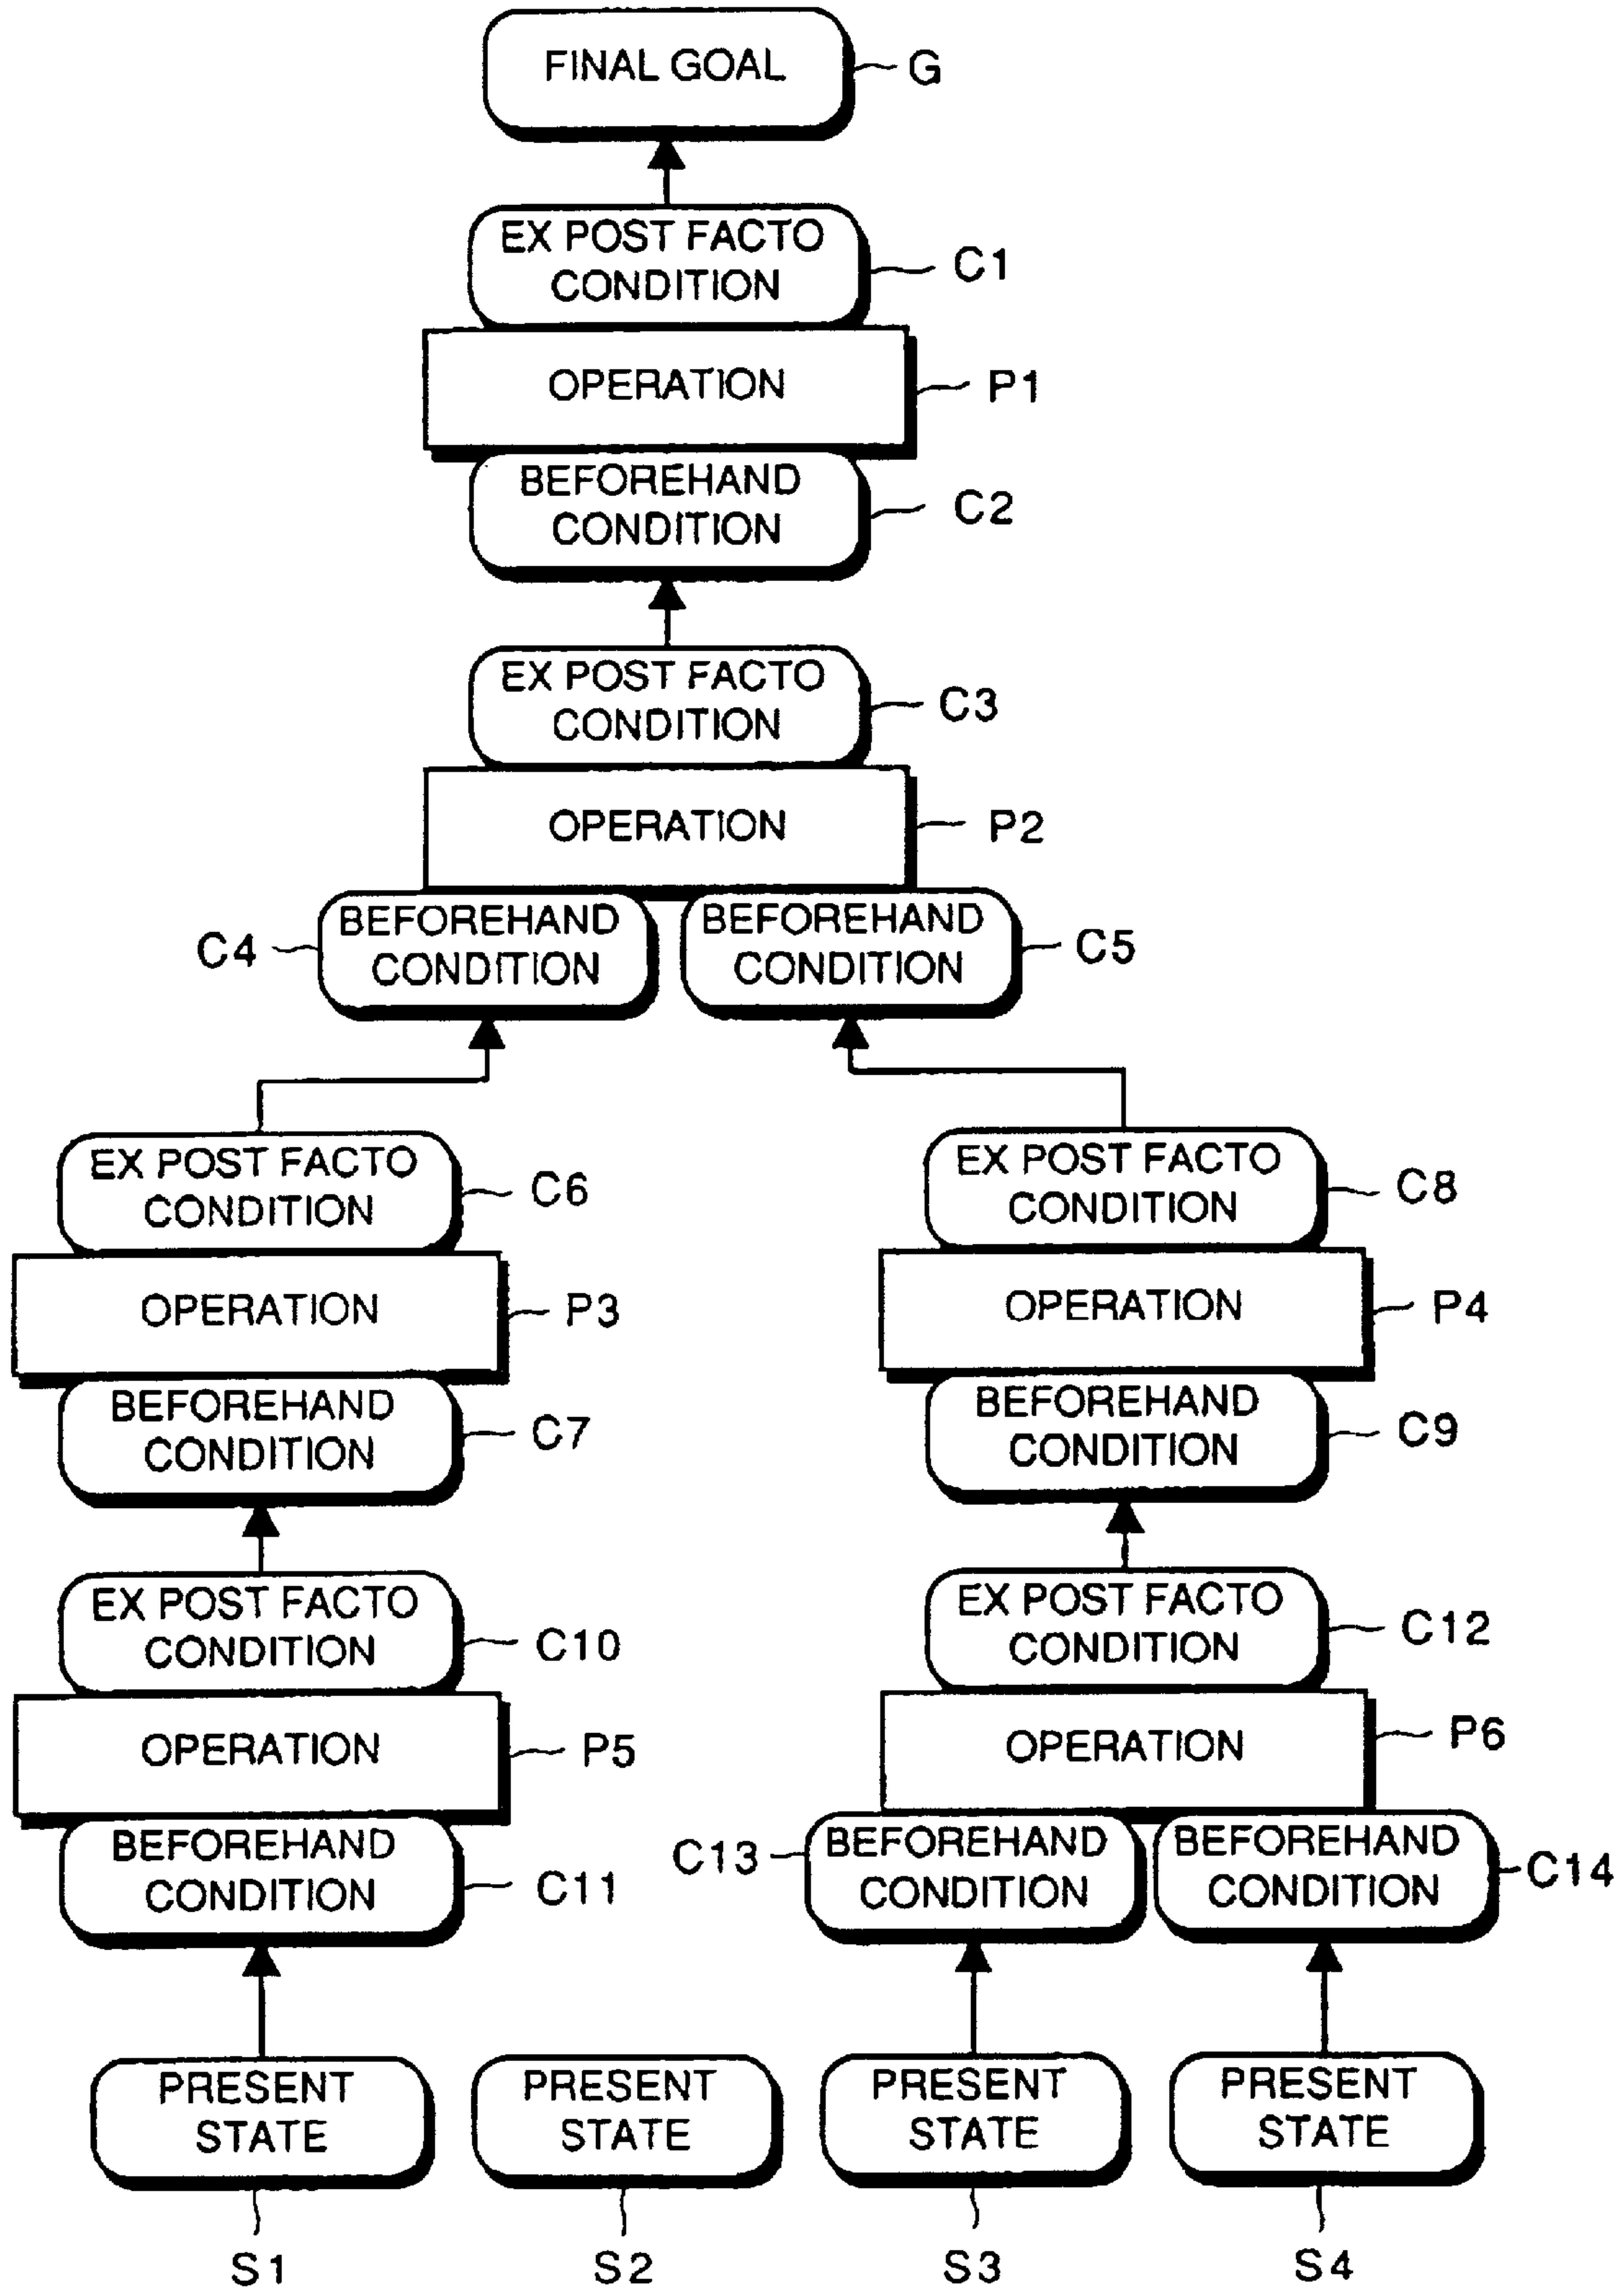 FINAL GOAL
G
EX POST FACTO
CONDITION
C1
OPERATION
P1
BEFOREHAND
CONDITION
C2
EX POST FACTO
CONDITION
C3
OPERATION
P2
C4
BEFOREHAND
CONDITION
BEFOREHAND
CONDITION
C5
EX POST FACTO
CONDITION
C6
OPERATION
P3
BEFOREHAND
CONDITION
C7
EX POST FACTO
CONDITION
C8
OPERATION
P4
BEFOREHAND
CONDITION
C9
EX POST FACTO
CONDITION
C10
OPERATION
P5
BEFOREHAND
CONDITION
C11
EX POST FACTO
CONDITION
C12
OPERATION
P6
C13
BEFOREHAND
CONDITION
BEFOREHAND
CONDITION
C14
PRESENT
STATE
S1
PRESENT
STATE
S2
PRESENT
STATE
S3
PRESENT
STATE
S4